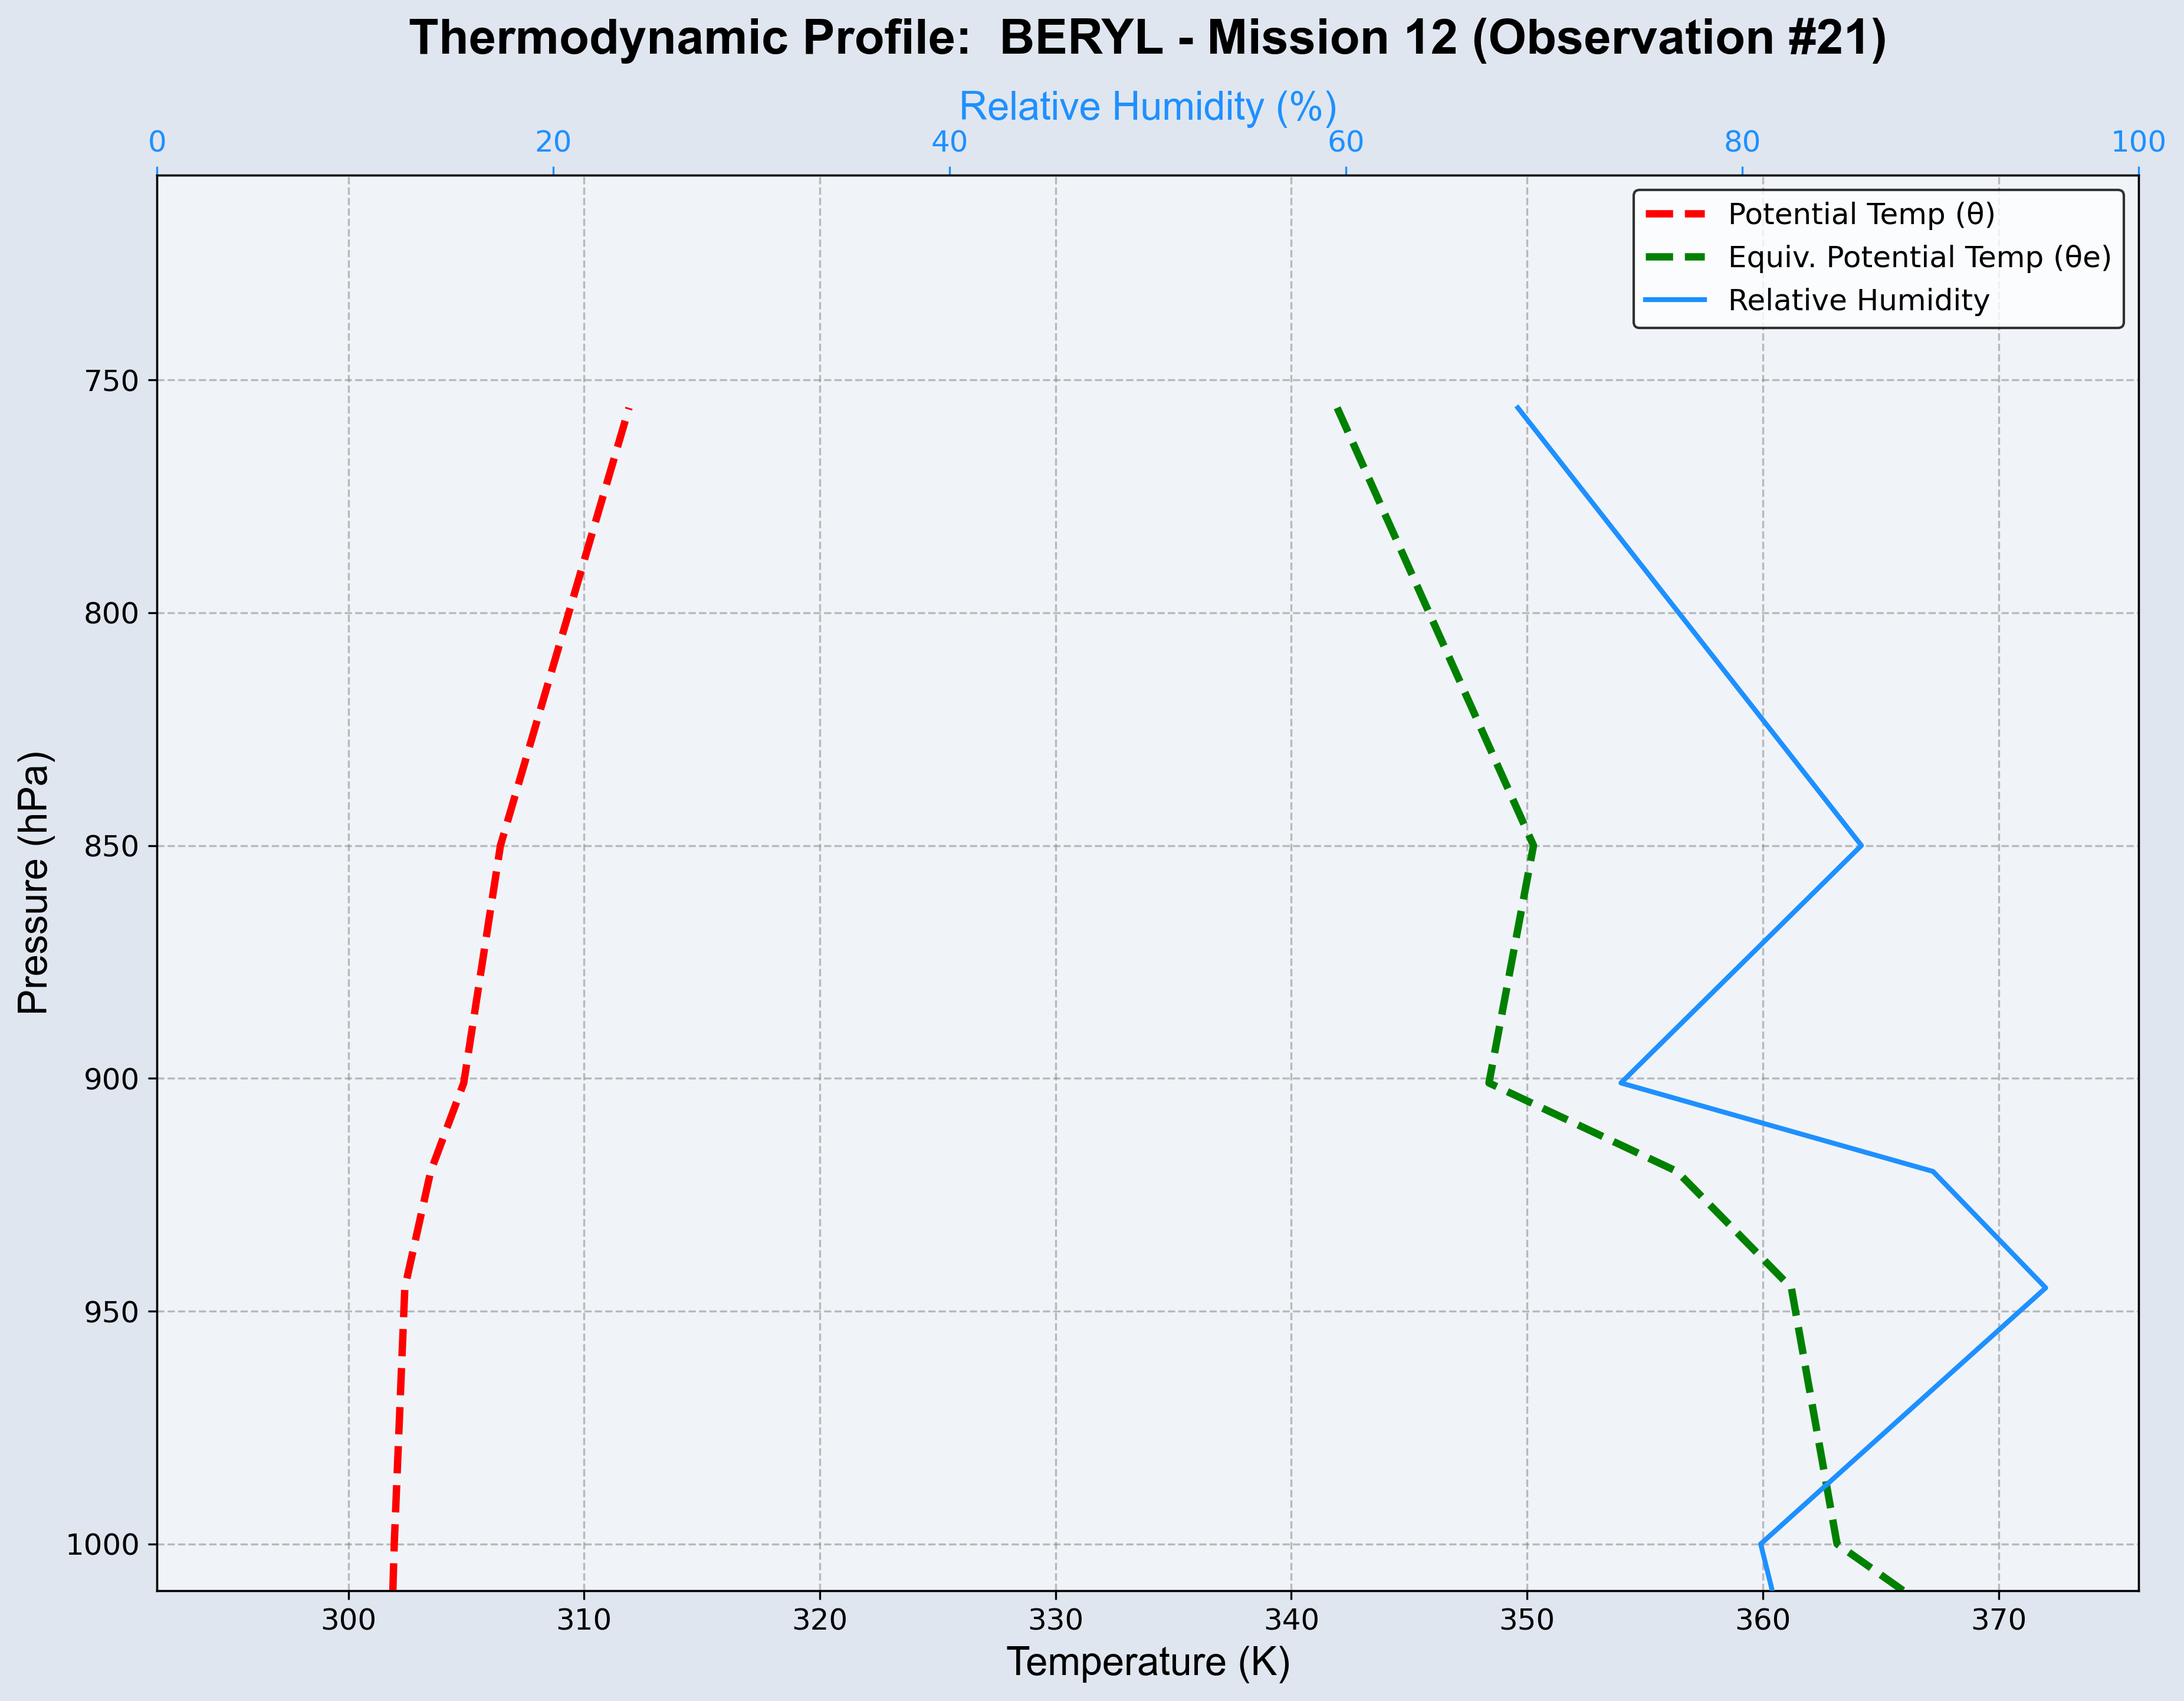 Thermodynamic Profile:  BERYL - Mission 12 (Observation #21)
Relative Humidity (%)
0 20 40 60 80 100
Potential Temp (θ)
Equiv. Potential Temp (θe)
Relative Humidity
Pressure (hPa)
750
800
850
900
950
1000
300 310 320 330 340 350 360 370
Temperature (K)